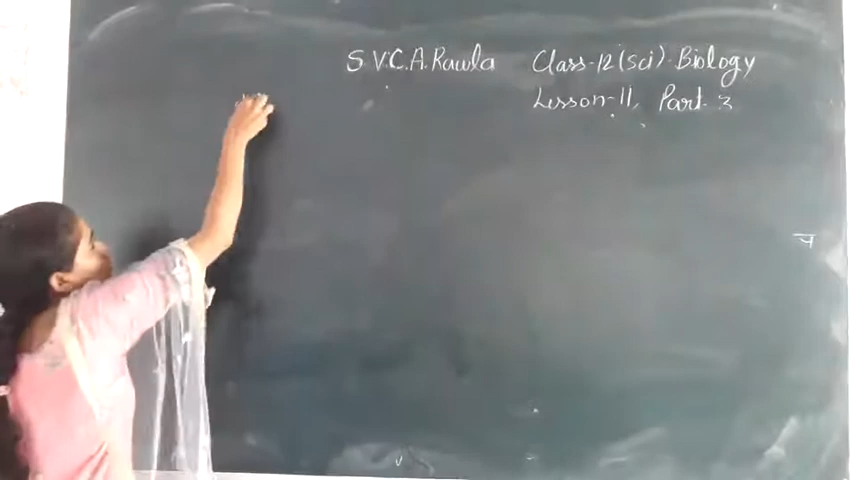 S.V.C.A. Rawla Class-12 (Sci) Biology
Lesson-11, Part-3
च